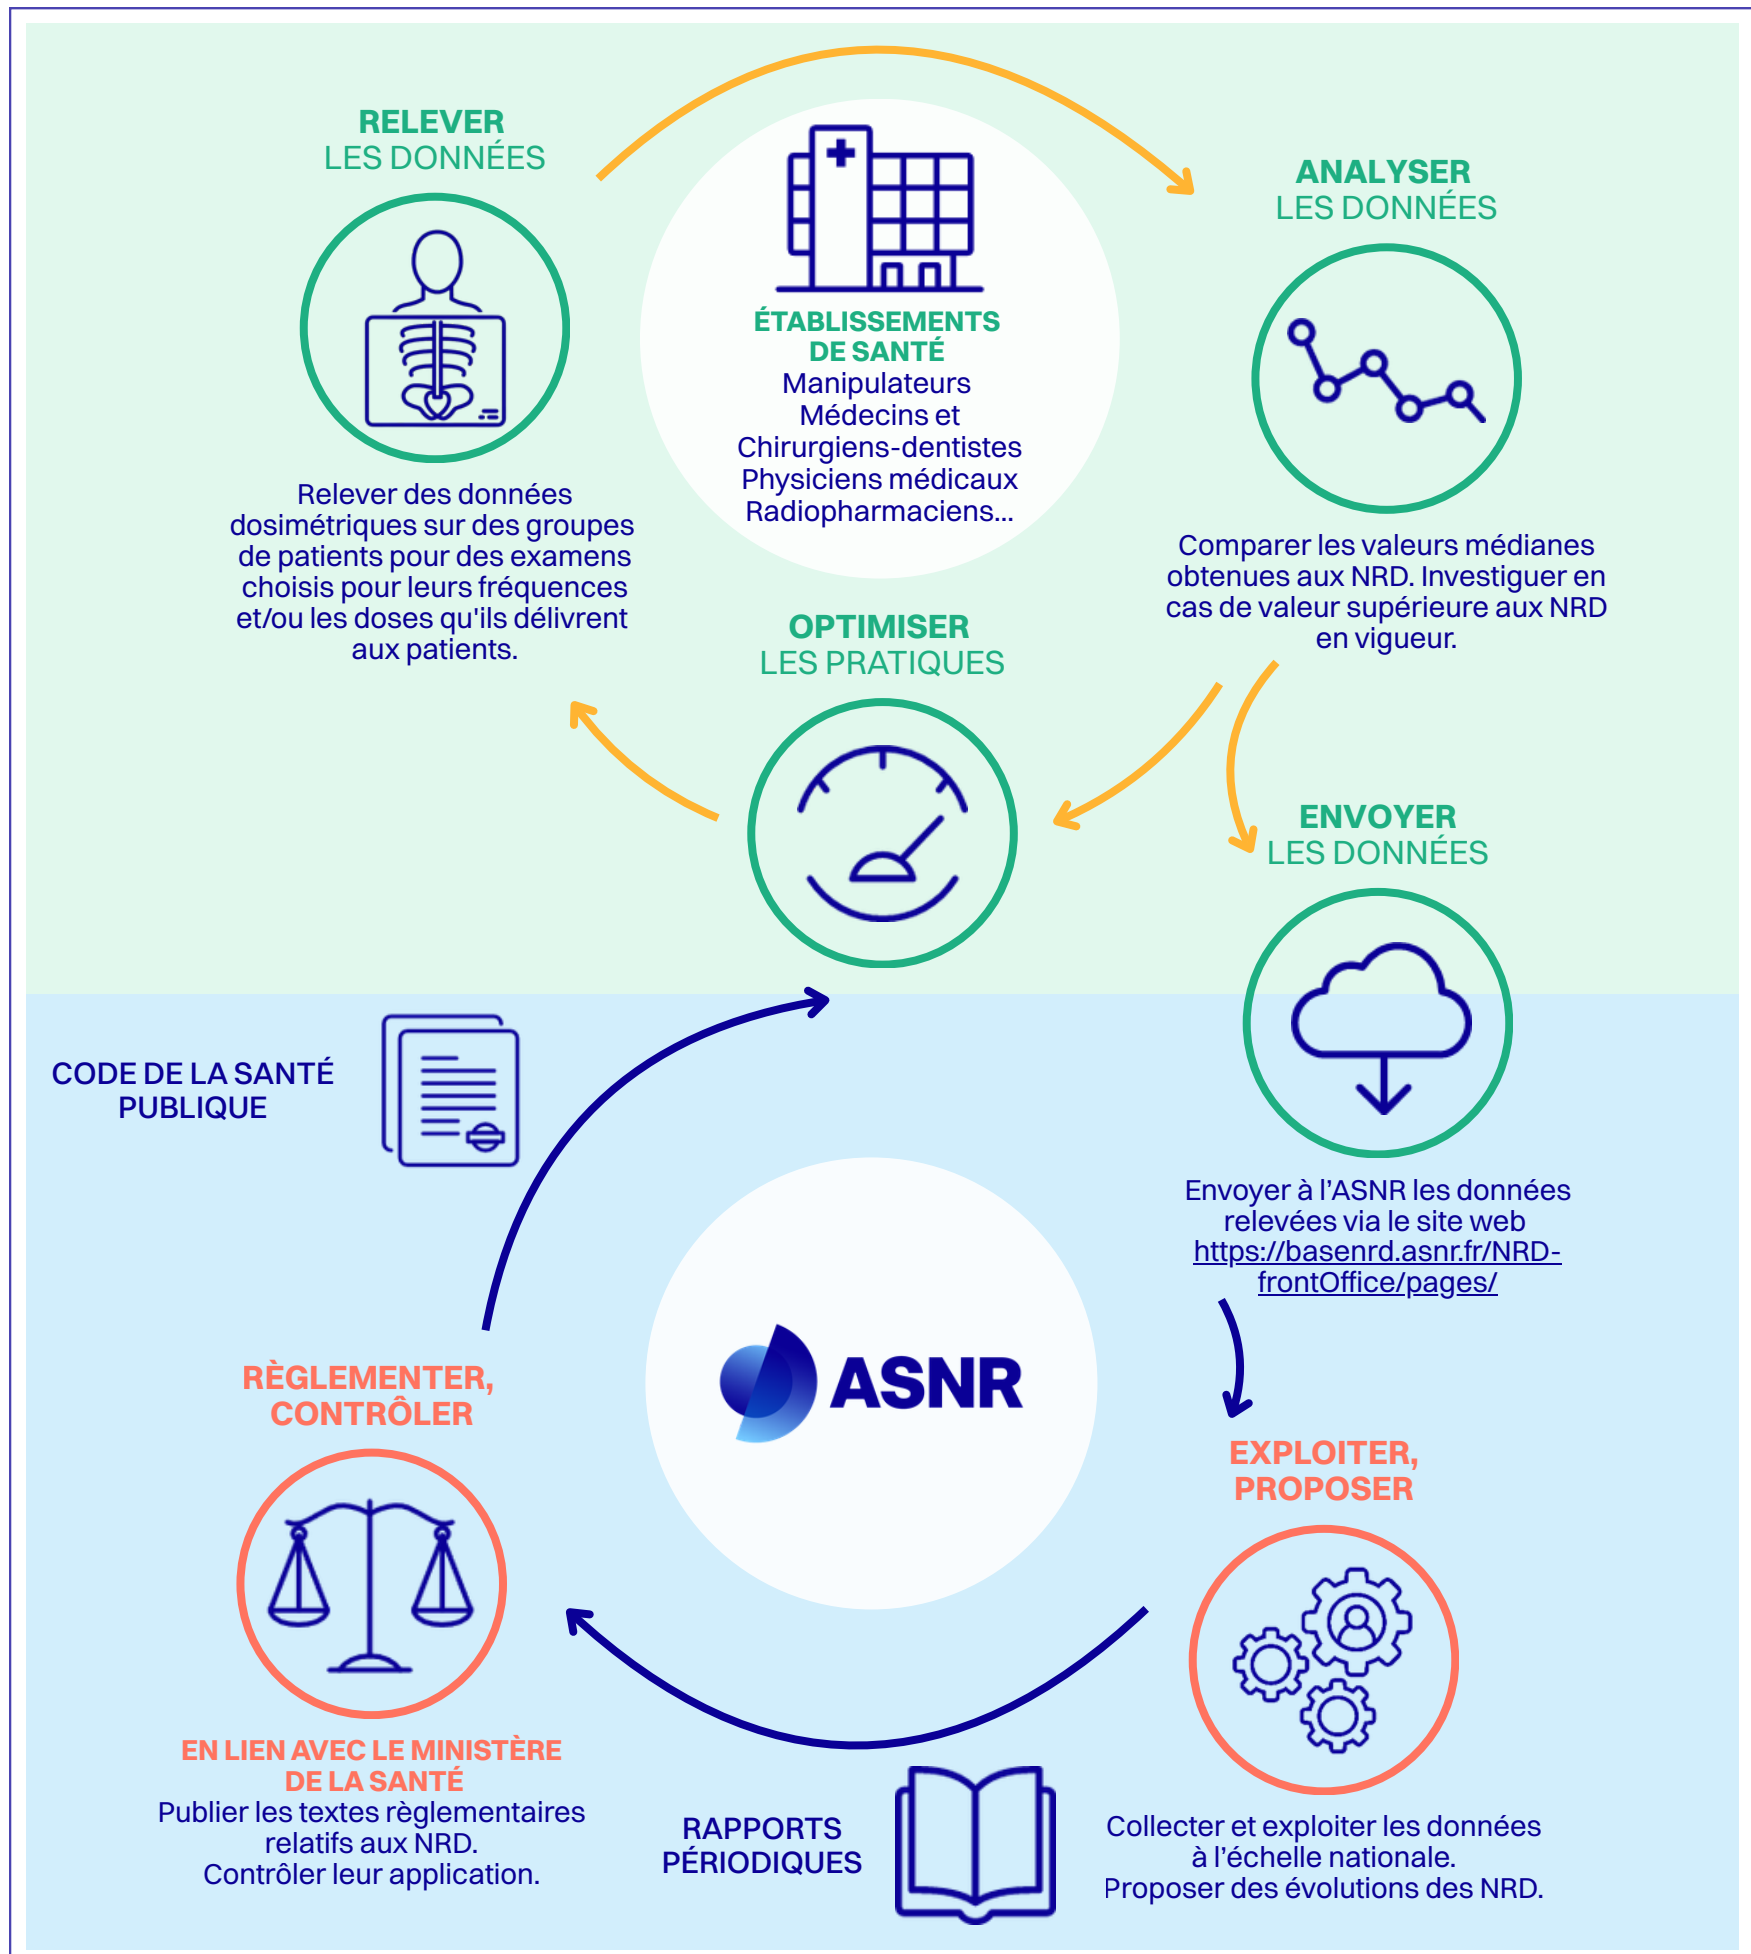 RELEVER
LES DONNÉES
Relever des données
dosimétriques sur des groupes
de patients pour des examens
choisis pour leurs fréquences
et/ou les doses qu'ils délivrent
aux patients.
ÉTABLISSEMENTS
DE SANTÉ
Manipulateurs
Médecins et
Chirurgiens-dentistes
Physiciens médicaux
Radiopharmaciens...
ANALYSER
LES DONNÉES
Comparer les valeurs médianes
obtenues aux NRD. Investiguer en
cas de valeur supérieure aux NRD
en vigueur.
OPTIMISER
LES PRATIQUES
ENVOYER
LES DONNÉES
Envoyer à l'ASNR les données
relevées via le site web
https://basenrd.asnr.fr/NRD-
frontOffice/pages/
CODE DE LA SANTÉ
PUBLIQUE
ASNR
RÈGLEMENTER,
CONTRÔLER
EN LIEN AVEC LE MINISTÈRE
DE LA SANTÉ
Publier les textes règlementaires
relatifs aux NRD.
Contrôler leur application.
EXPLOITER,
PROPOSER
Collecter et exploiter les données
à l'échelle nationale.
Proposer des évolutions des NRD.
RAPPORTS
PÉRIODIQUES